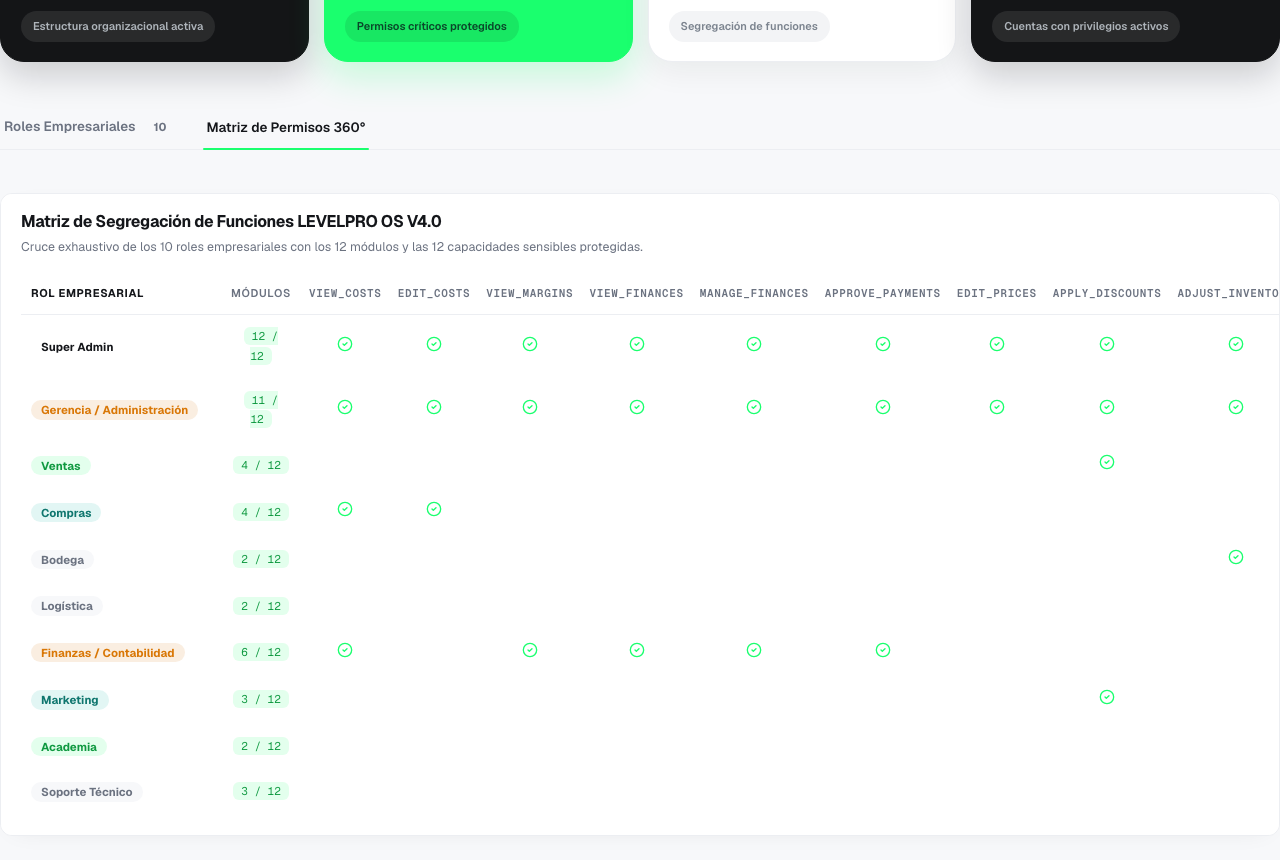 Estructura organizacional activa
Permisos críticos protegidos
Segregación de funciones
Cuentas con privilegios activos
Roles Empresariales 10
Matriz de Permisos 360°
Matriz de Segregación de Funciones LEVELPRO OS V4.0
Cruce exhaustivo de los 10 roles empresariales con los 12 módulos y las 12 capacidades sensibles protegidas.
ROL EMPRESARIAL MÓDULOS VIEW_COSTS EDIT_COSTS VIEW_MARGINS VIEW_FINANCES MANAGE_FINANCES APPROVE_PAYMENTS EDIT_PRICES APPLY_DISCOUNTS ADJUST_INVENTO
Super Admin 12 /
12
Gerencia / Administración 11 /
12
Ventas 4 / 12
Compras 4 / 12
Bodega 2 / 12
Logística 2 / 12
Finanzas / Contabilidad 6 / 12
Marketing 3 / 12
Academia 2 / 12
Soporte Técnico 3 / 12